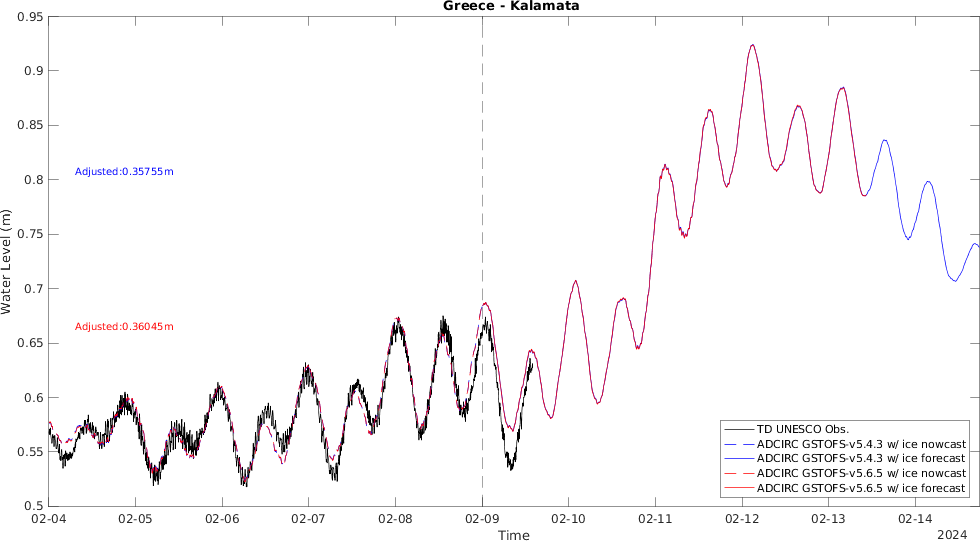 Greece - Kalamata
0.95
0.9
0.85
0.8
0.75
0.7
0.65
0.6
0.55
0.5
Water Level (m)
Adjusted:0.35755m
Adjusted:0.36045m
TD UNESCO Obs.
ADCIRC GSTOFS-v5.4.3 w/ ice nowcast
ADCIRC GSTOFS-v5.4.3 w/ ice forecast
ADCIRC GSTOFS-v5.6.5 w/ ice nowcast
ADCIRC GSTOFS-v5.6.5 w/ ice forecast
02-04 02-05 02-06 02-07 02-08 02-09 02-10 02-11 02-12 02-13 02-14
Time
2024